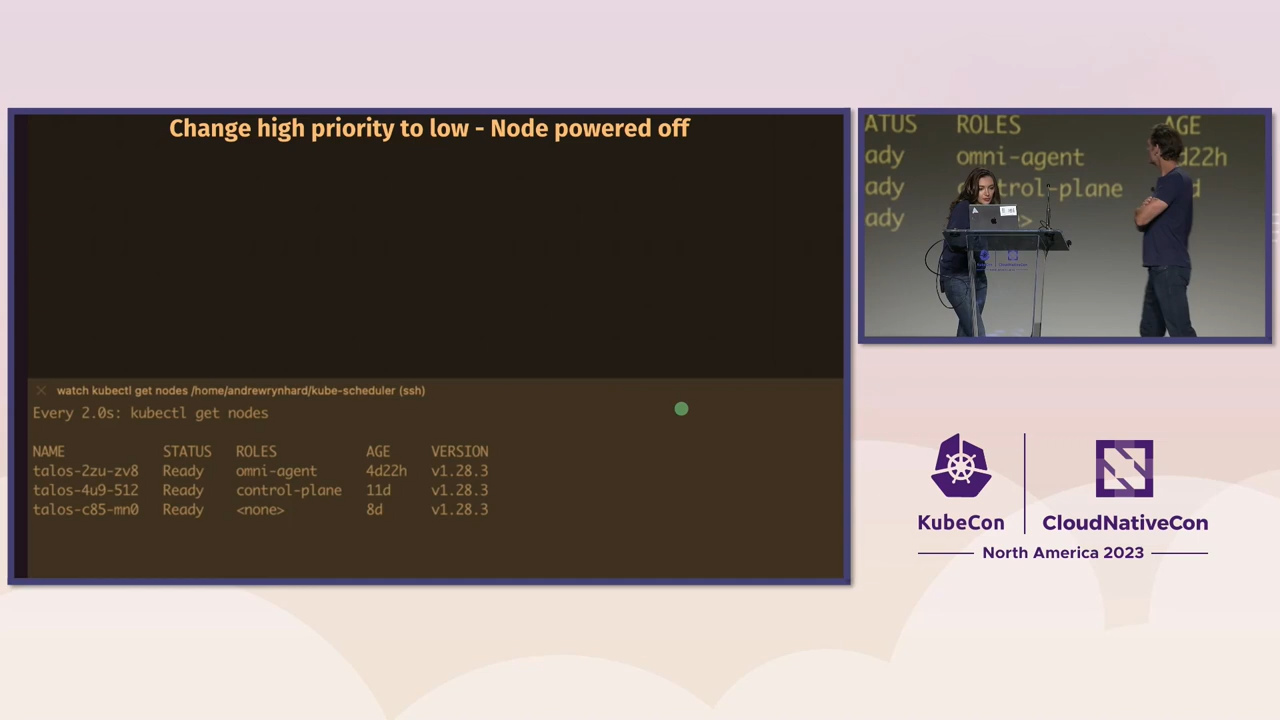 Change high priority to low - Node powered off
watch kubectl get nodes /home/andrewrynhard/kube-scheduler (ssh)
Every 2.0s: kubectl get nodes
NAME STATUS ROLES AGE VERSION
talos-2zu-zv8 Ready omni-agent 4d22h v1.28.3
talos-4u9-512 Ready control-plane 11d v1.28.3
talos-c85-mn0 Ready <none> 8d v1.28.3
ATUS ROLES AGE
ady omni-agent d22h
ady c trol-plane d
ady >
KubeCon
CloudNativeCon
North America 2023